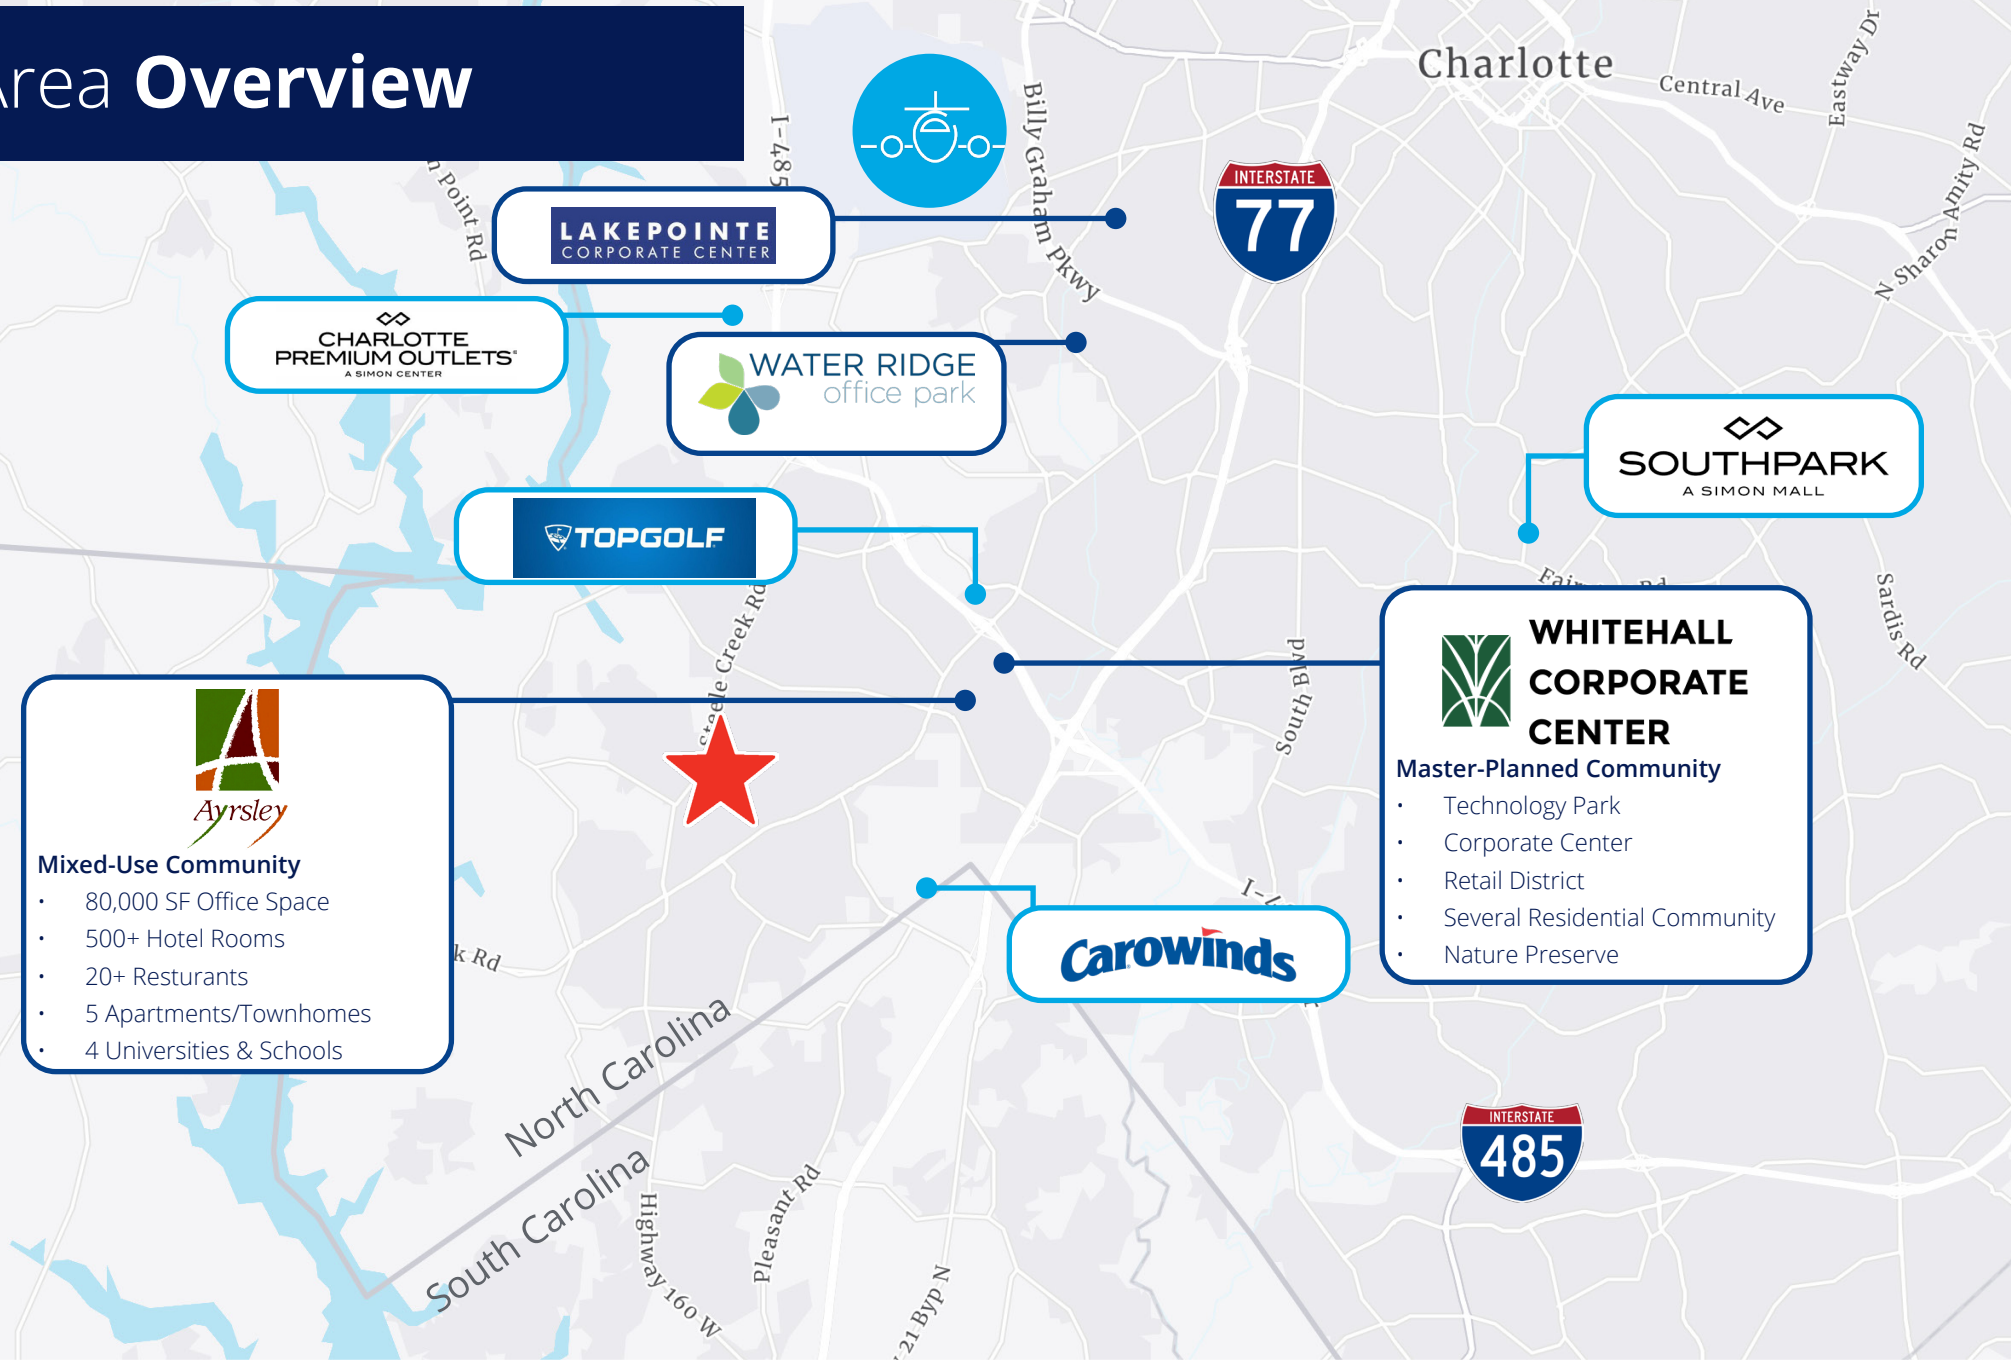 Area Overview
Charlotte
Central Ave
Eastway Dr
N Sharon Amity Rd
I-485
Billy Graham Pkwy
Point Rd
INTERSTATE
77
LAKEPOINTE
CORPORATE CENTER
CHARLOTTE
PREMIUM OUTLETS®
A SIMON CENTER
WATER RIDGE
office park
SOUTHPARK
A SIMON MALL
TOPGOLF
Steele Creek Rd
South Blvd
Sardis Rd
WHITEHALL
CORPORATE
CENTER
Master-Planned Community
• Technology Park
• Corporate Center
• Retail District
• Several Residential Community
• Nature Preserve
Ayrsley
Mixed-Use Community
• 80,000 SF Office Space
• 500+ Hotel Rooms
• 20+ Resturants
• 5 Apartments/Townhomes
• 4 Universities & Schools
k Rd
Carowinds
North Carolina
South Carolina
Highway 160 W
Pleasant Rd
21 Byp N
INTERSTATE
485